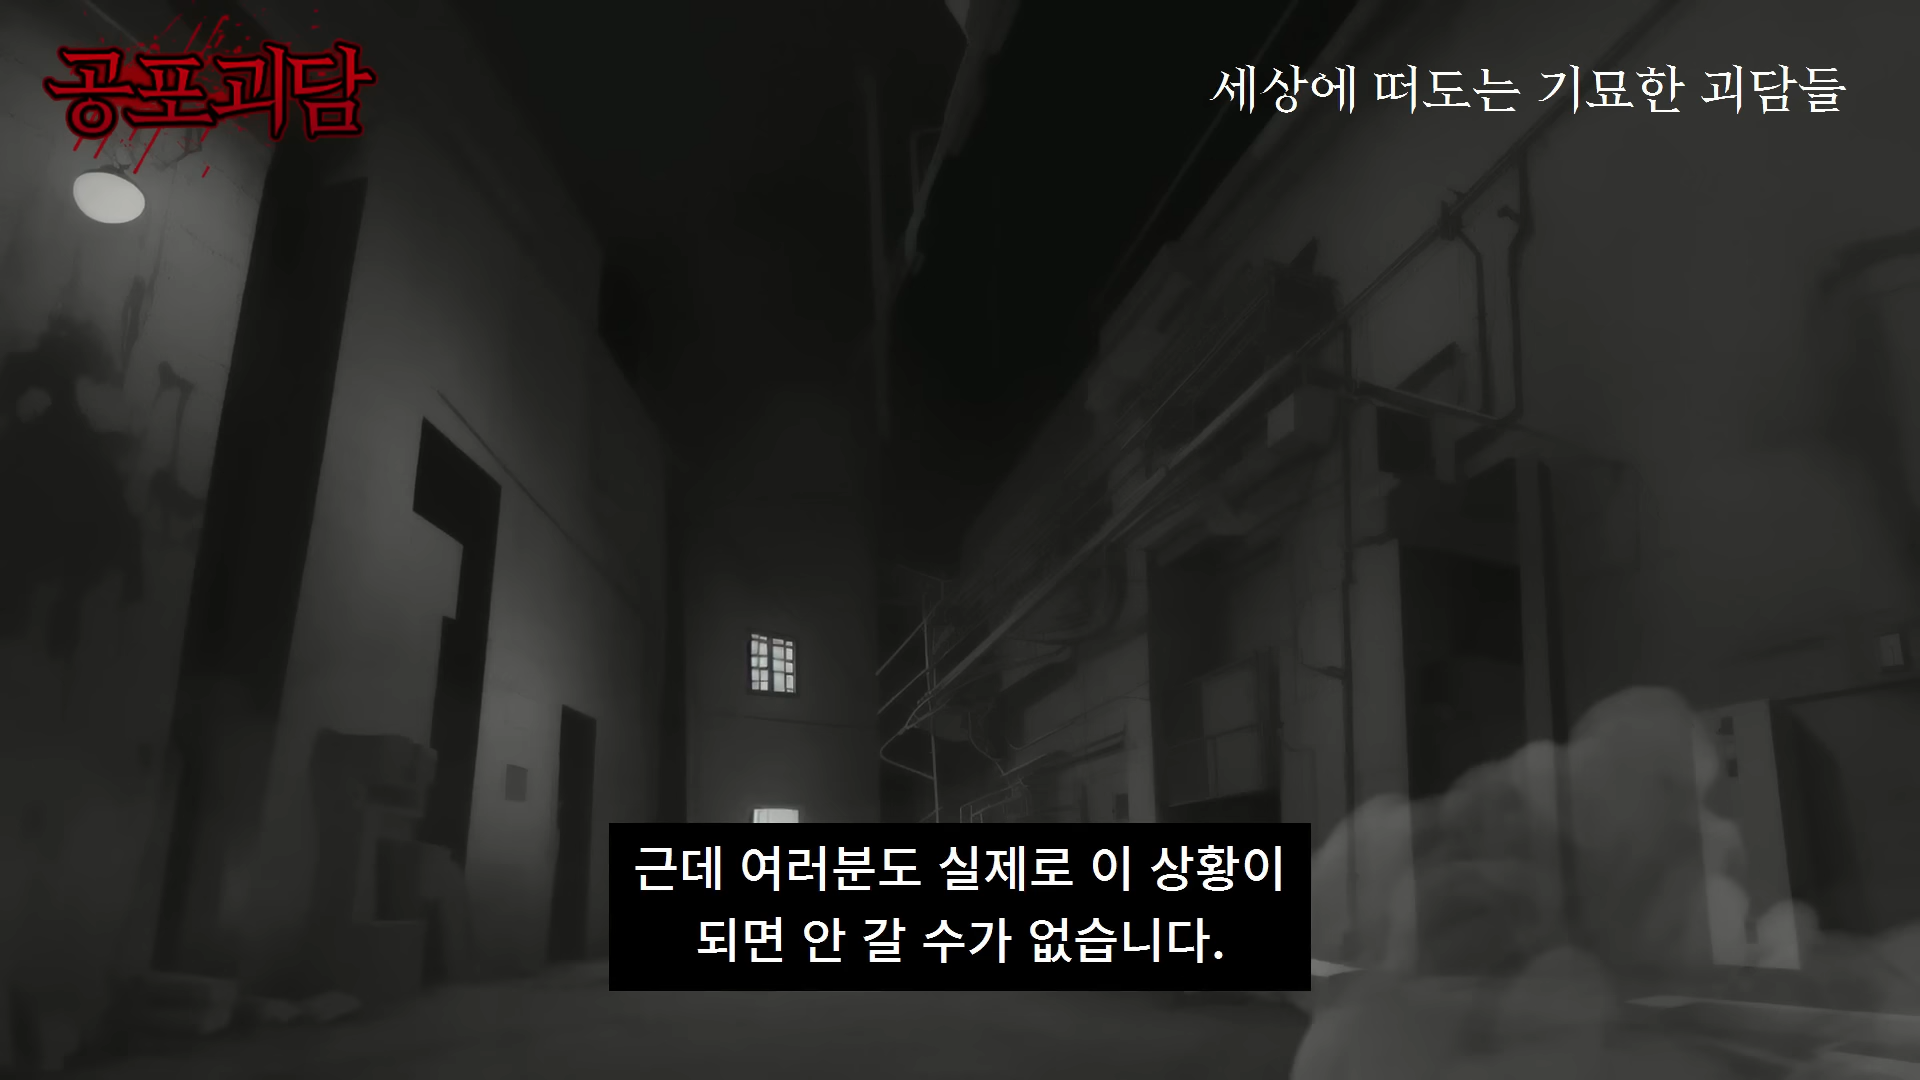 공포괴담
세상에 떠도는 기묘한 괴담들
근데 여러분도 실제로 이 상황이
되면 안 갈 수가 없습니다.